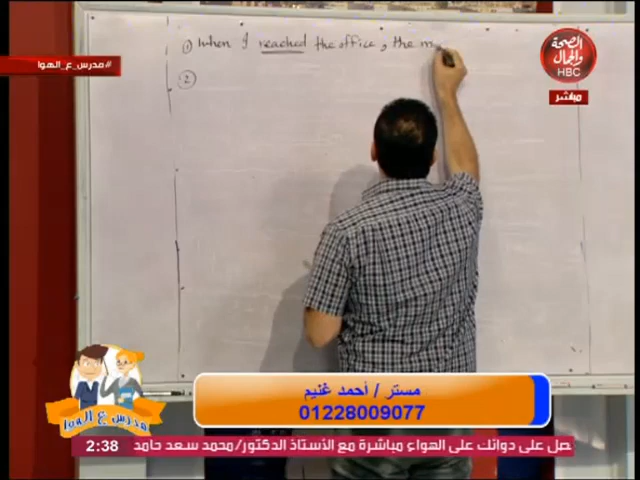 ① When I reached the office, the m
②
#مدرس_ع_الهوا
الصحة
والجمال
HBC
مباشر
مستر / أحمد غنيم
01228009077
مدرس ع الهوا
2:38
تصل على دوائك على الهواء مباشرة مع الأستاذ الدكتور/محمد سعد حامد